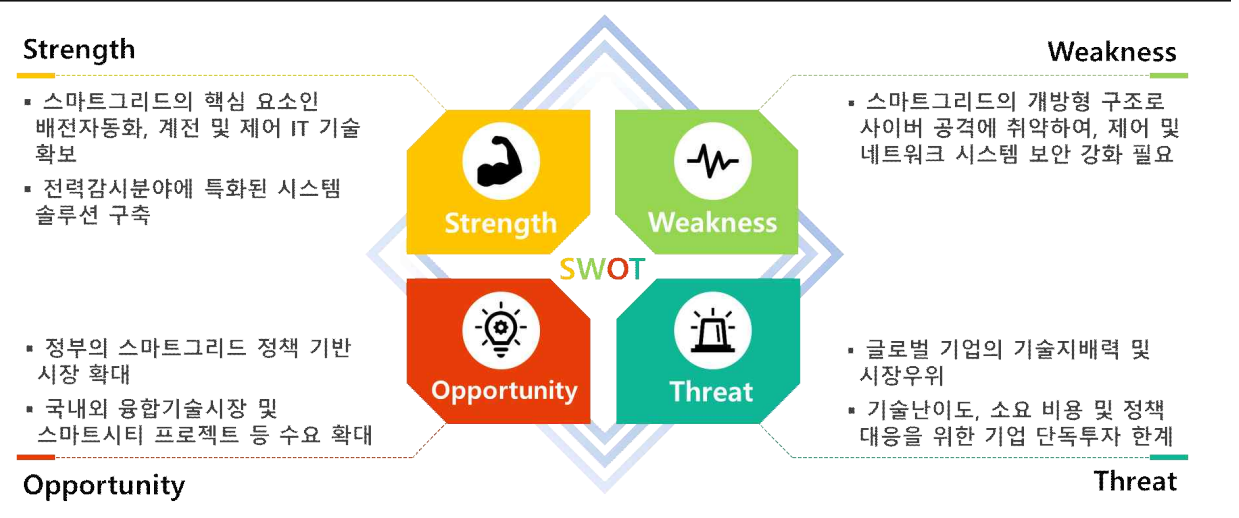 Strength
▪ 스마트그리드의 핵심 요소인
배전자동화, 계전 및 제어 IT 기술
확보
▪ 전력감시분야에 특화된 시스템
솔루션 구축
Weakness
▪ 스마트그리드의 개방형 구조로
사이버 공격에 취약하여, 제어 및
네트워크 시스템 보안 강화 필요
Strength
Weakness
SWOT
Opportunity
Threat
▪ 정부의 스마트그리드 정책 기반
시장 확대
▪ 국내외 융합기술시장 및
스마트시티 프로젝트 등 수요 확대
Opportunity
▪ 글로벌 기업의 기술지배력 및
시장우위
▪ 기술난이도, 소요 비용 및 정책
대응을 위한 기업 단독투자 한계
Threat